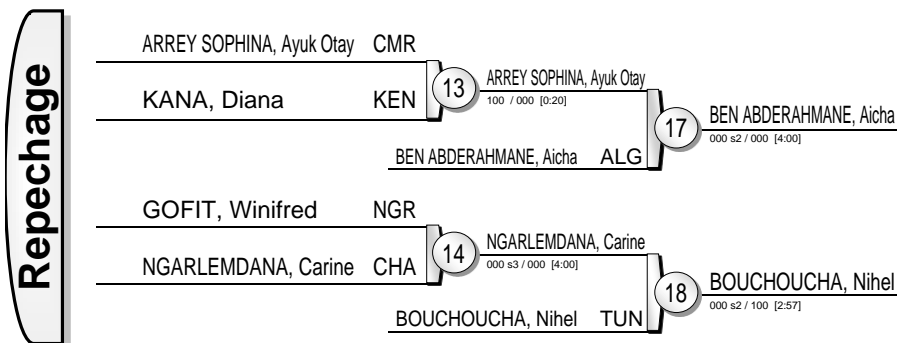 Repechage
ARREY SOPHINA, Ayuk Otay CMR
KANA, Diana KEN
13
ARREY SOPHINA, Ayuk Otay
100 / 000 [0:20]
BEN ABDERAHMANE, Aicha ALG
17
BEN ABDERAHMANE, Aicha
000 s2 / 000 [4:00]
GOFIT, Winifred NGR
NGARLEMDANA, Carine CHA
14
NGARLEMDANA, Carine
000 s3 / 000 [4:00]
BOUCHOUCHA, Nihel TUN
18
BOUCHOUCHA, Nihel
000 s2 / 100 [2:57]